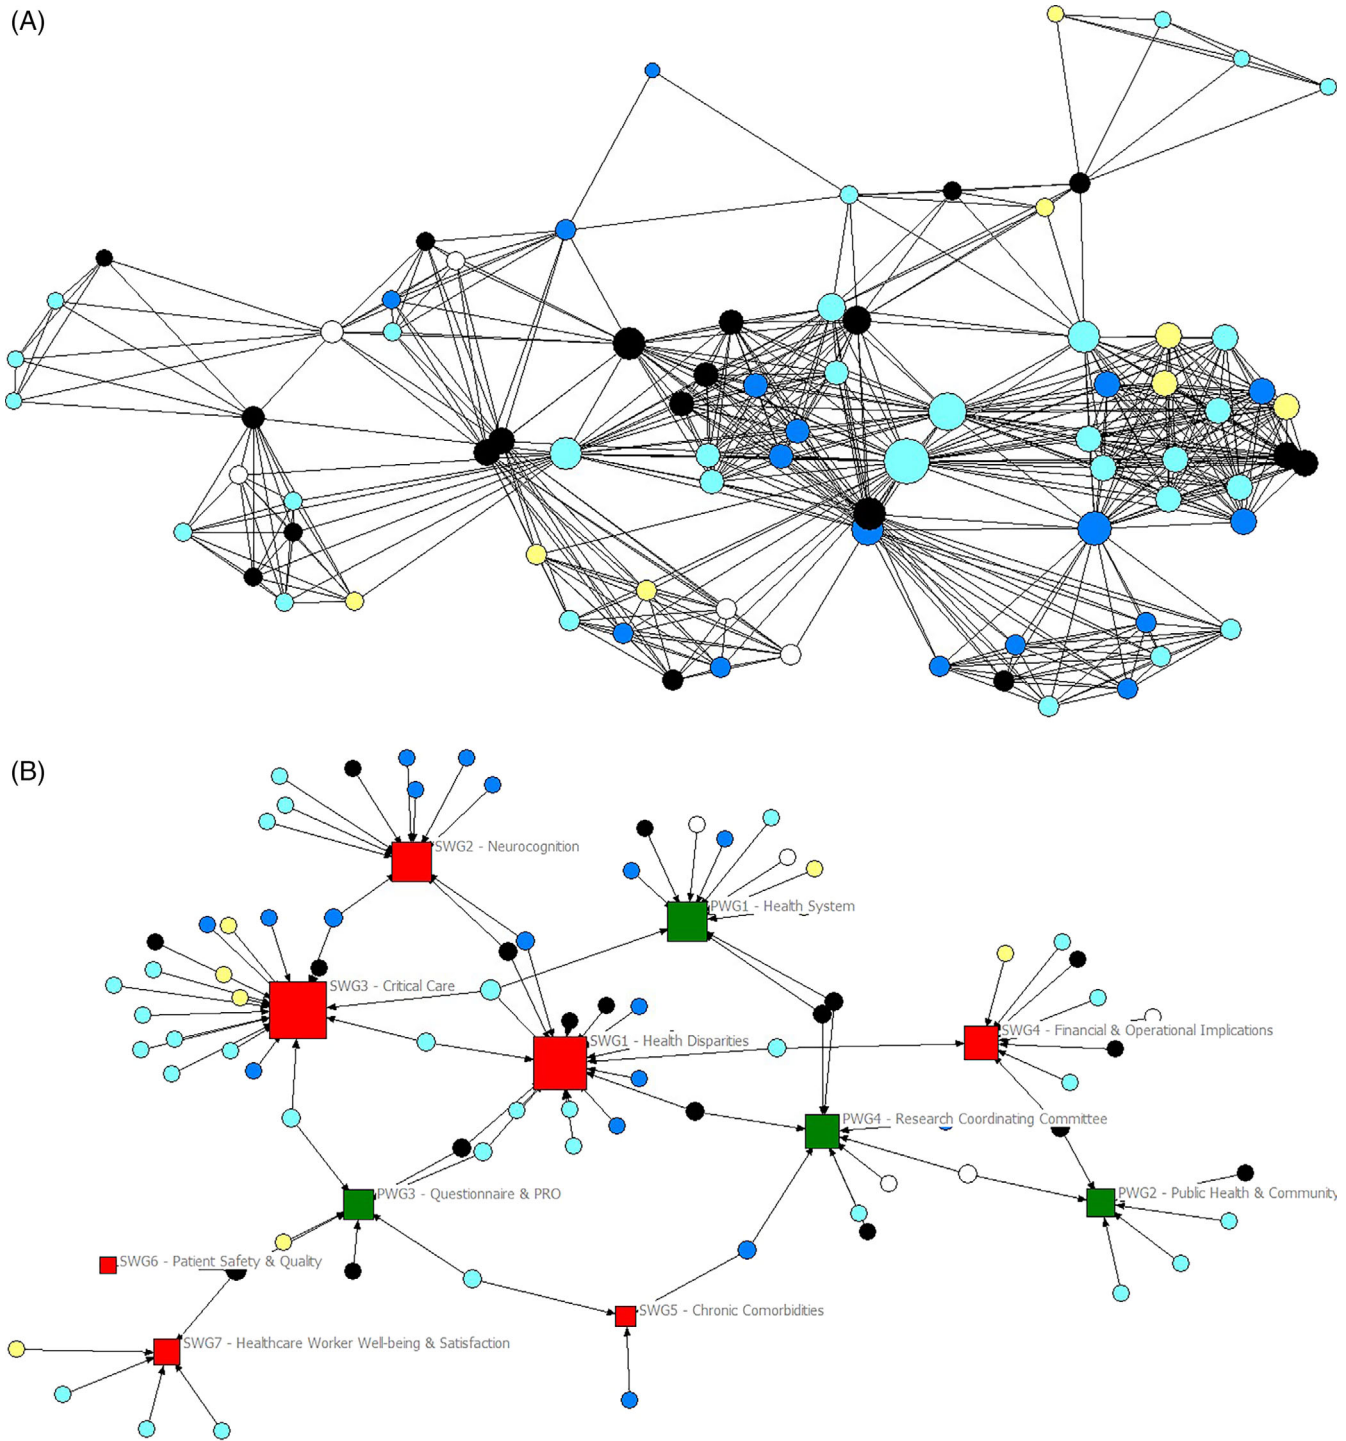 (A)
(B)
SWG2 - Neurocognition
PWG1 - Health System
SWG3 - Critical Care
SWG1 - Health Disparities
SWG4 - Financial & Operational Implications
PWG4 - Research Coordinating Committee
PWG3 - Questionnaire & PRO
PWG2 - Public Health & Community
SWG6 - Patient Safety & Quality
SWG5 - Chronic Comorbidities
SWG7 - Healthcare Worker Well-being & Satisfaction